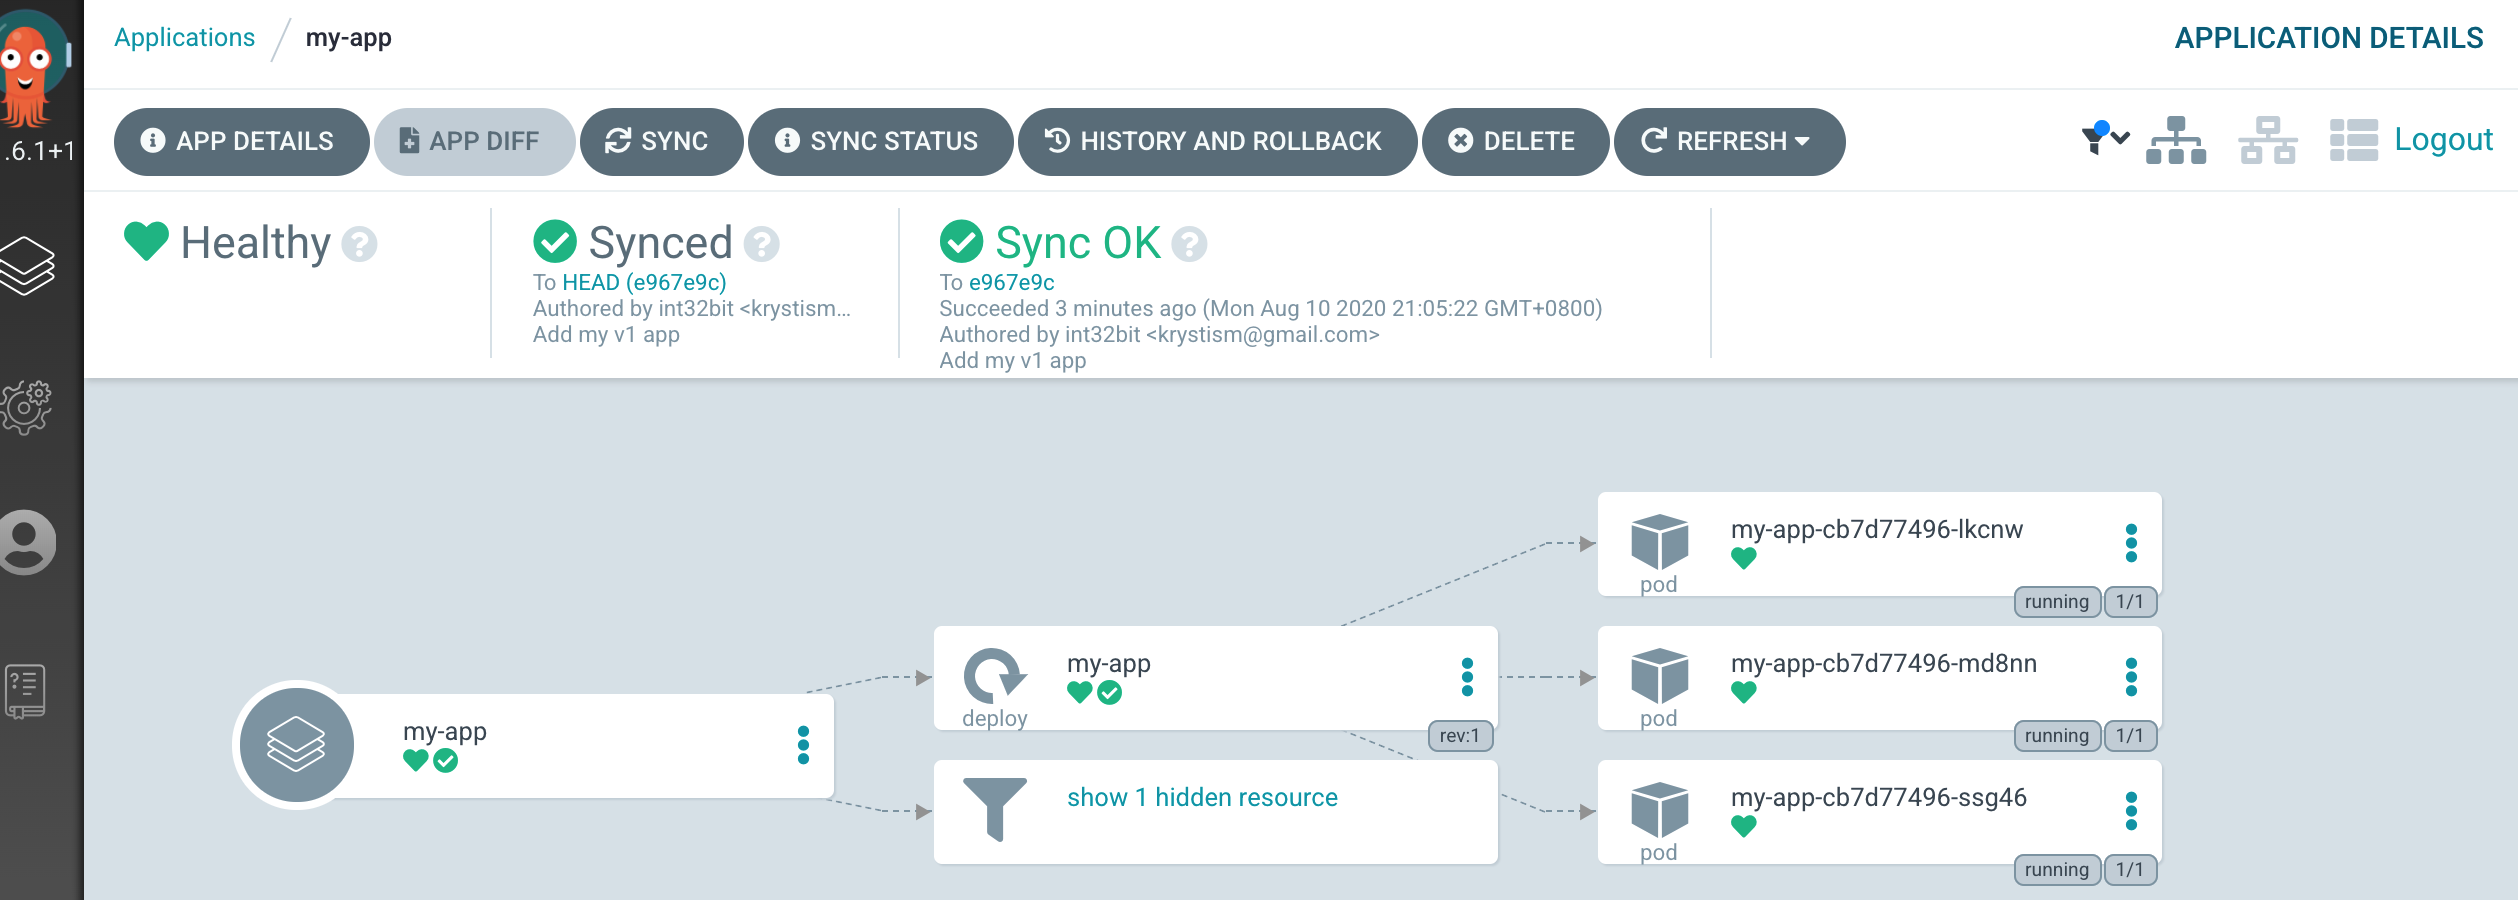 Applications / my-app
APPLICATION DETAILS
.6.1+1
APP DETAILS
APP DIFF
SYNC
SYNC STATUS
HISTORY AND ROLLBACK
DELETE
REFRESH
Logout
Healthy
Synced
To HEAD (e967e9c)
Authored by int32bit <krystism...
Add my v1 app
Sync OK
To e967e9c
Succeeded 3 minutes ago (Mon Aug 10 2020 21:05:22 GMT+0800)
Authored by int32bit <krystism@gmail.com>
Add my v1 app
my-app
my-app
deploy
rev:1
show 1 hidden resource
my-app-cb7d77496-lkcnw
pod
running 1/1
my-app-cb7d77496-md8nn
pod
running 1/1
my-app-cb7d77496-ssg46
pod
running 1/1